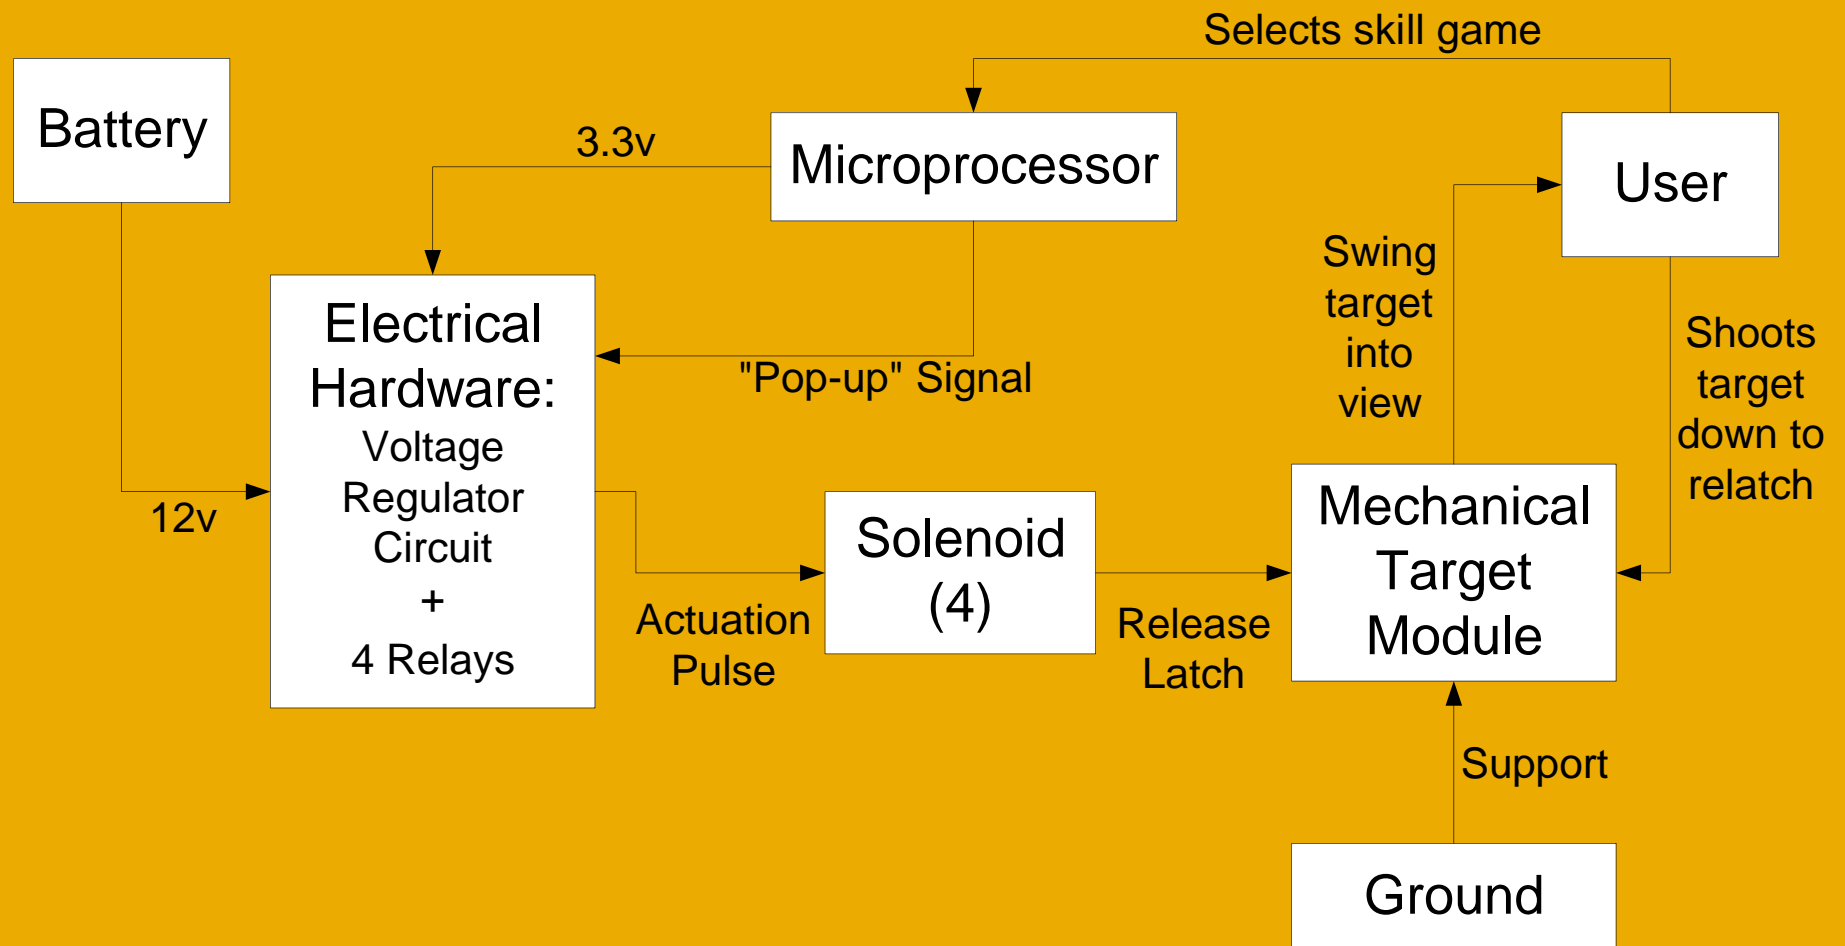 Selects skill game
Battery
3.3v
Microprocessor
User
Electrical
Hardware:
Voltage
Regulator
Circuit
+
4 Relays
"Pop-up" Signal
Swing
target
into
view
Shoots
target
down to
relatch
12v
Solenoid
(4)
Actuation
Pulse
Release
Latch
Mechanical
Target
Module
Support
Ground